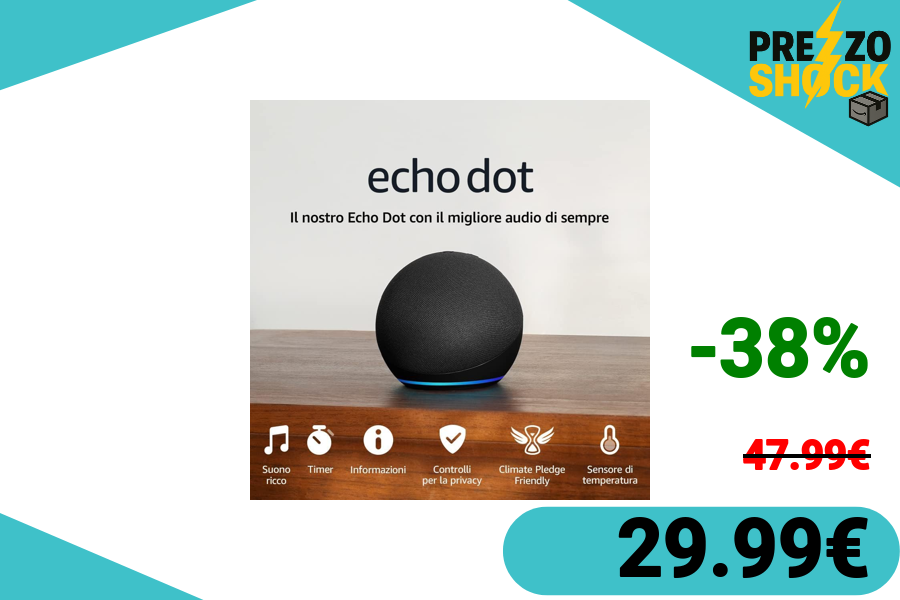 PREZZO
SHOCK
echo dot
Il nostro Echo Dot con il migliore audio di sempre
-38%
47.99€
Suono
ricco
Timer
Informazioni
Controlli
per la privacy
Climate Pledge
Friendly
Sensore di
temperatura
29.99€